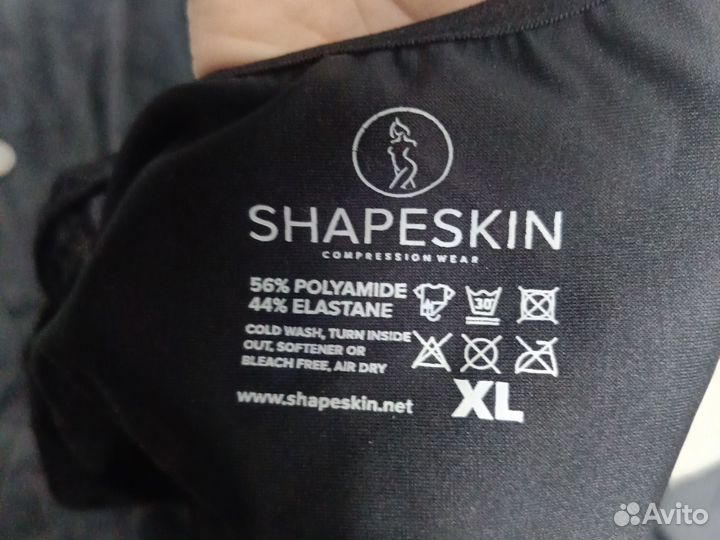 SHAPESKIN
COMPRESSION WEAR
56% POLYAMIDE
44% ELASTANE
30°
COLD WASH, TURN INSIDE
OUT, SOFTENER OR
BLEACH FREE, AIR DRY
www.shapeskin.net
XL
Avito